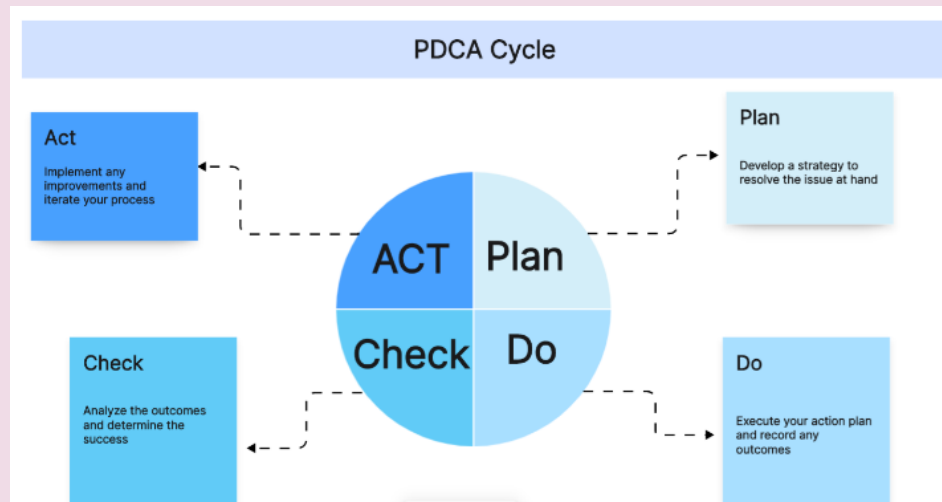 PDCA Cycle
Act
Implement any
improvements and
iterate your process
Plan
Develop a strategy to
resolve the issue at hand
ACT
Plan
Check
Do
Check
Analyze the outcomes
and determine the
success
Do
Execute your action plan
and record any
outcomes